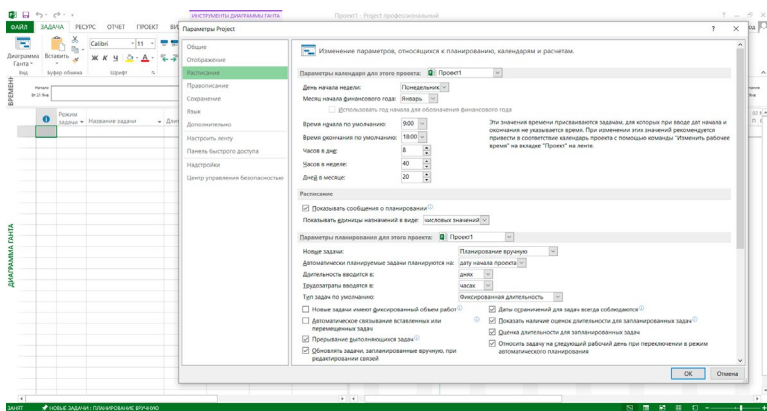 ИНСТРУМЕНТЫ ДИАГРАММЫ ГАНТА
Проект1 - Project профессиональный
ФАЙЛ ЗАДАЧА РЕСУРС ОТЧЕТ ПРОЕКТ
Параметры Project
Диаграмма Ганта
Вставить
Calibri 11
Ж К Ч
Вид Буфер обмена Шрифт
Общие
Отображение
Расписание
Правописание
Сохранение
Язык
Дополнительно
Настроить ленту
Панель быстрого доступа
Надстройки
Центр управления безопасностью
Изменение параметров, относящихся к планированию, календарям и расчетам.
Параметры календаря для этого проекта: Проект1
День начала недели: Понедельник
Месяц начала финансового года: Январь
Использовать год начала для обозначения финансового года
Время начала по умолчанию: 9:00
Время окончания по умолчанию: 18:00
Часов в дне: 8
Часов в неделе: 40
Дней в месяце: 20
Эти значения времени присваиваются задачам, для которых при вводе дат начала и
окончания не указывается время. При изменении этих значений рекомендуется
привести в соответствие календарь проекта с помощью команды "Изменить рабочее
время" на вкладке "Проект" на ленте.
Расписание
Показывать сообщения о планировании
Показывать единицы назначений в виде: числовых значений
Параметры планирования для этого проекта: Проект1
Новые задачи: Планирование вручную
Автоматически планируемые задачи планируются на: дату начала проекта
Длительность вводится в: днях
Трудозатраты вводятся в: часах
Тип задач по умолчанию: Фиксированная длительность
Новые задачи имеют фиксированный объем работ
Автоматическое связывание вставленных или
перемещенных задач
Прерывание выполняющихся задач
Обновлять задачи, запланированные вручную, при
редактировании связей
Даты ограничений для задач всегда соблюдаются
Показать наличие оценок длительности для запланированных задач
Оценка длительности для запланированных задач
Относить задачу на следующий рабочий день при переключении в режим
автоматического планирования
OK Отмена
Начало
Режим
задачи
Название задачи
ДИАГРАММА ГАНТА
ЗАНЯТ НОВЫЕ ЗАДАЧИ : ПЛАНИРОВАНИЕ ВРУЧНУЮ